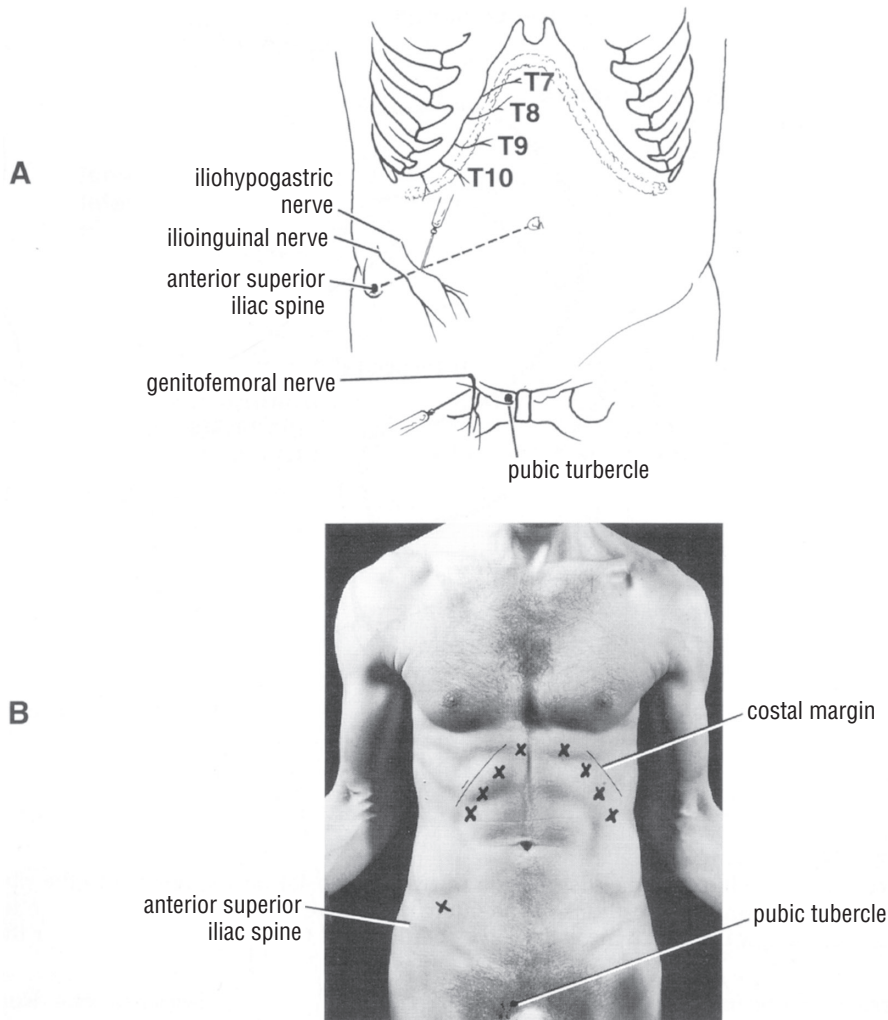 T7
T8
T9
A
T10
iliohypogastric
nerve
ilioinguinal nerve
anterior superior
iliac spine
genitofemoral nerve
pubic turbercle
B
costal margin
anterior superior
iliac spine
pubic tubercle